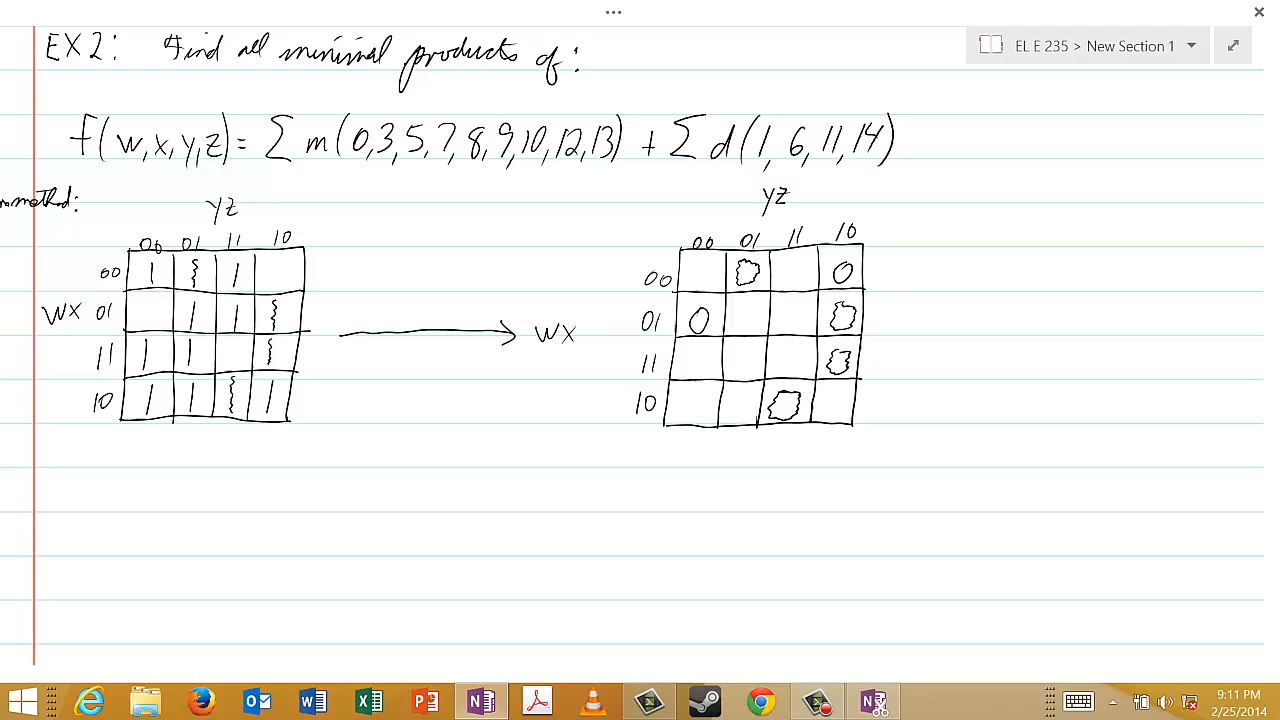 ...
EL E 235 > New Section 1
EX2: Find all minimal products of:
f(w,x,y,z)= Σ m(0,3,5,7,8,9,10,12,13) + Σ d(1,6,11,14)
method:
YZ
YZ
00 01 11 10
00 01 11 10
00 1 1
00 0
WX 01 1 1
WX 01 0
11 1 1
11
10 1 1 1
10
9:11 PM
2/25/2014